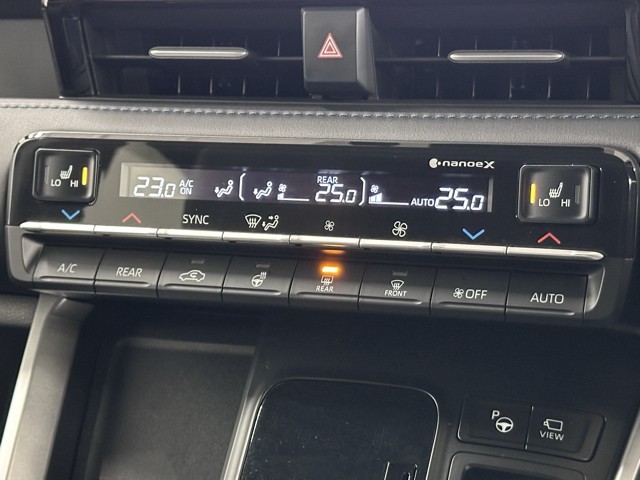 nanoeX
LO HI
23.0 A/C ON
REAR 25.0
AUTO 25.0
LO HI
SYNC
A/C
REAR
REAR
FRONT
OFF
AUTO
P
VIEW